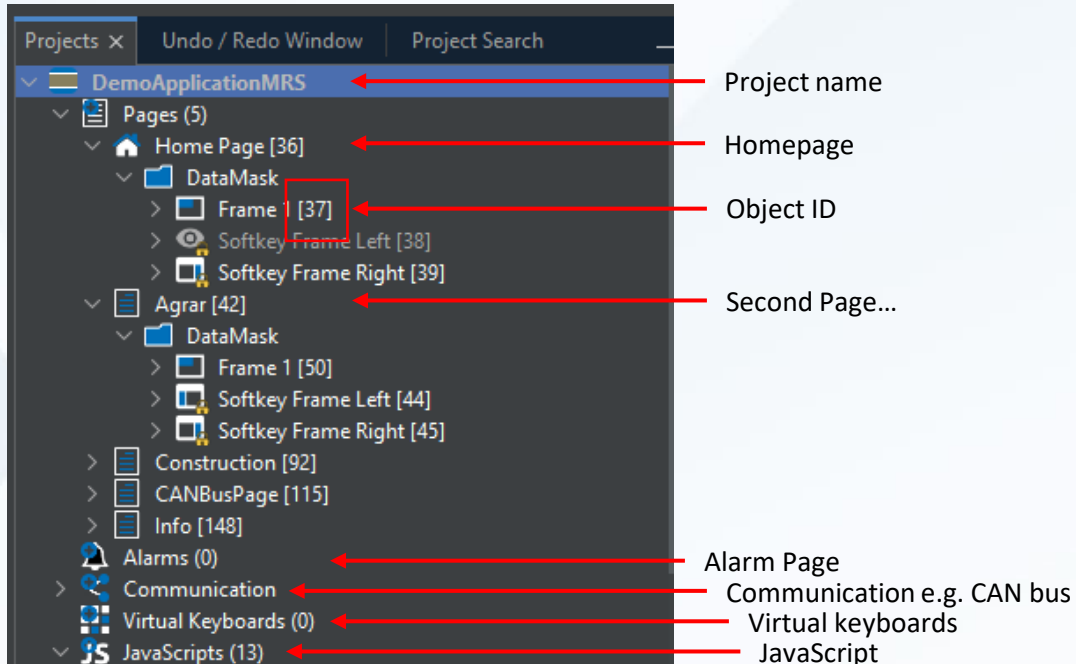 Projects × Undo / Redo Window Project Search
DemoApplicationMRS Project name
Pages (5)
Home Page [36] Homepage
DataMask
Frame 1 [37] Object ID
Softkey Frame Left [38]
Softkey Frame Right [39]
Agrar [42] Second Page…
DataMask
Frame 1 [50]
Softkey Frame Left [44]
Softkey Frame Right [45]
Construction [92]
CANBusPage [115]
Info [148]
Alarms (0) Alarm Page
Communication Communication e.g. CAN bus
Virtual Keyboards (0) Virtual keyboards
JS JavaScripts (13) JavaScript